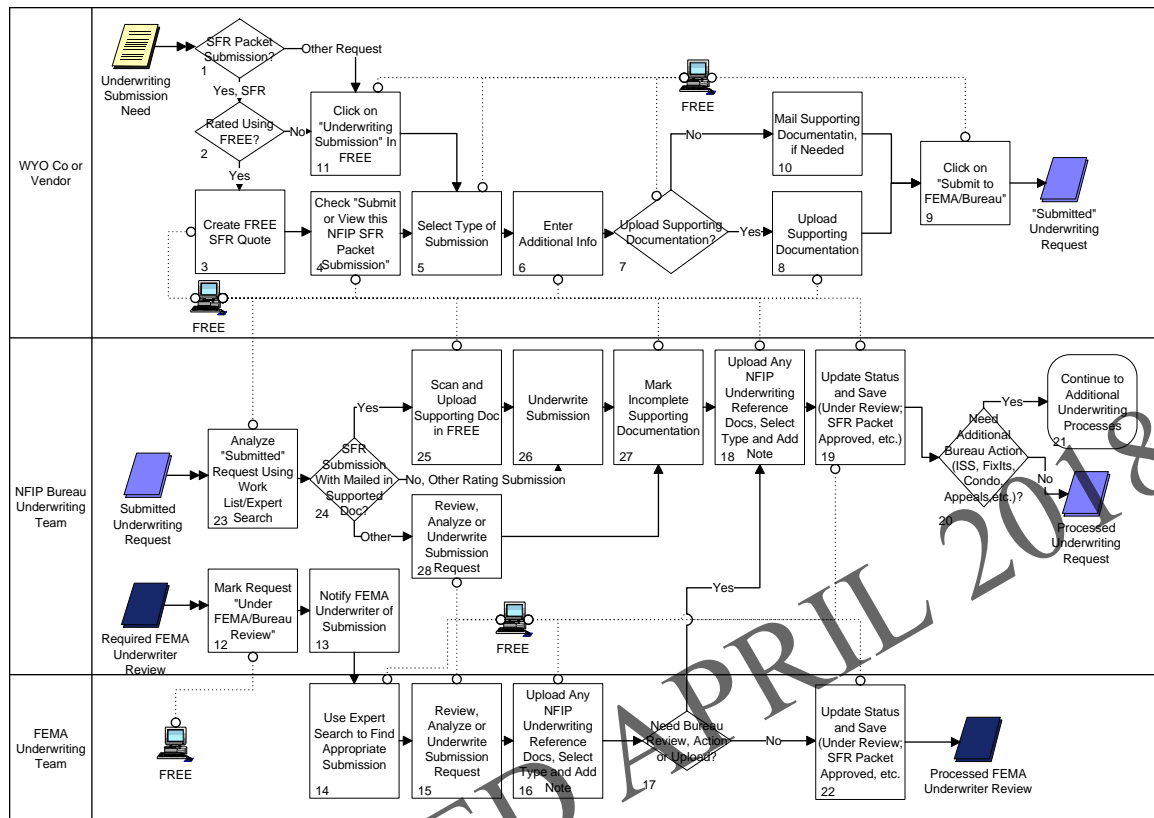 WYO Co or
Vendor
Underwriting
Submission
Need
SFR Packet
Submission?
1
Other Request
Yes, SFR
Rated Using
FREE?
2
No
Yes
Click on
"Underwriting
Submission" In
FREE
11
FREE
No
Mail Supporting
Documentatin,
if Needed
10
Click on
"Submit to
FEMA/Bureau"
9
"Submitted"
Underwriting
Request
Create FREE
SFR Quote
3
Check "Submit
or View this
NFIP SFR
Packet
Submission"
4
Select Type of
Submission
5
Enter
Additional Info
6
Upload Supporting
Documentation?
7
Yes
Upload
Supporting
Documentation
8
FREE
NFIP Bureau
Underwriting
Team
Submitted
Underwriting
Request
Analyze
"Submitted"
Request Using
Work
List/Expert
Search
23
SFR
Submission
With Mailed in
Supported
Doc?
24
Yes
Scan and
Upload
Supporting Doc
in FREE
25
Underwrite
Submission
26
Mark
Incomplete
Supporting
Documentation
27
Upload Any
NFIP
Underwriting
Reference
Docs, Select
Type and Add
Note
18
Update Status
and Save
(Under Review;
SFR Packet
Approved, etc.)
19
Need
Additional
Bureau Action
(ISS, FixIts,
Condo,
Appeals,etc.)?
20
Yes
Continue to
Additional
Underwriting
Processes
21
No
Processed
Underwriting
Request
No, Other Rating Submission
Other
Review,
Analyze or
Underwrite
Submission
Request
28
Required FEMA
Underwriter
Review
Mark Request
"Under
FEMA/Bureau
Review"
12
Notify FEMA
Underwriter of
Submission
13
FREE
Yes
FEMA
Underwriting
Team
FREE
Use Expert
Search to Find
Appropriate
Submission
14
Review,
Analyze or
Underwrite
Submission
Request
15
Upload Any
NFIP
Underwriting
Reference
Docs, Select
Type and Add
Note
16
Need Bureau
Review, Action
or Upload?
17
No
Update Status
and Save
(Under Review;
SFR Packet
Approved, etc.
22
Processed FEMA
Underwriter Review
ED APRIL 2018